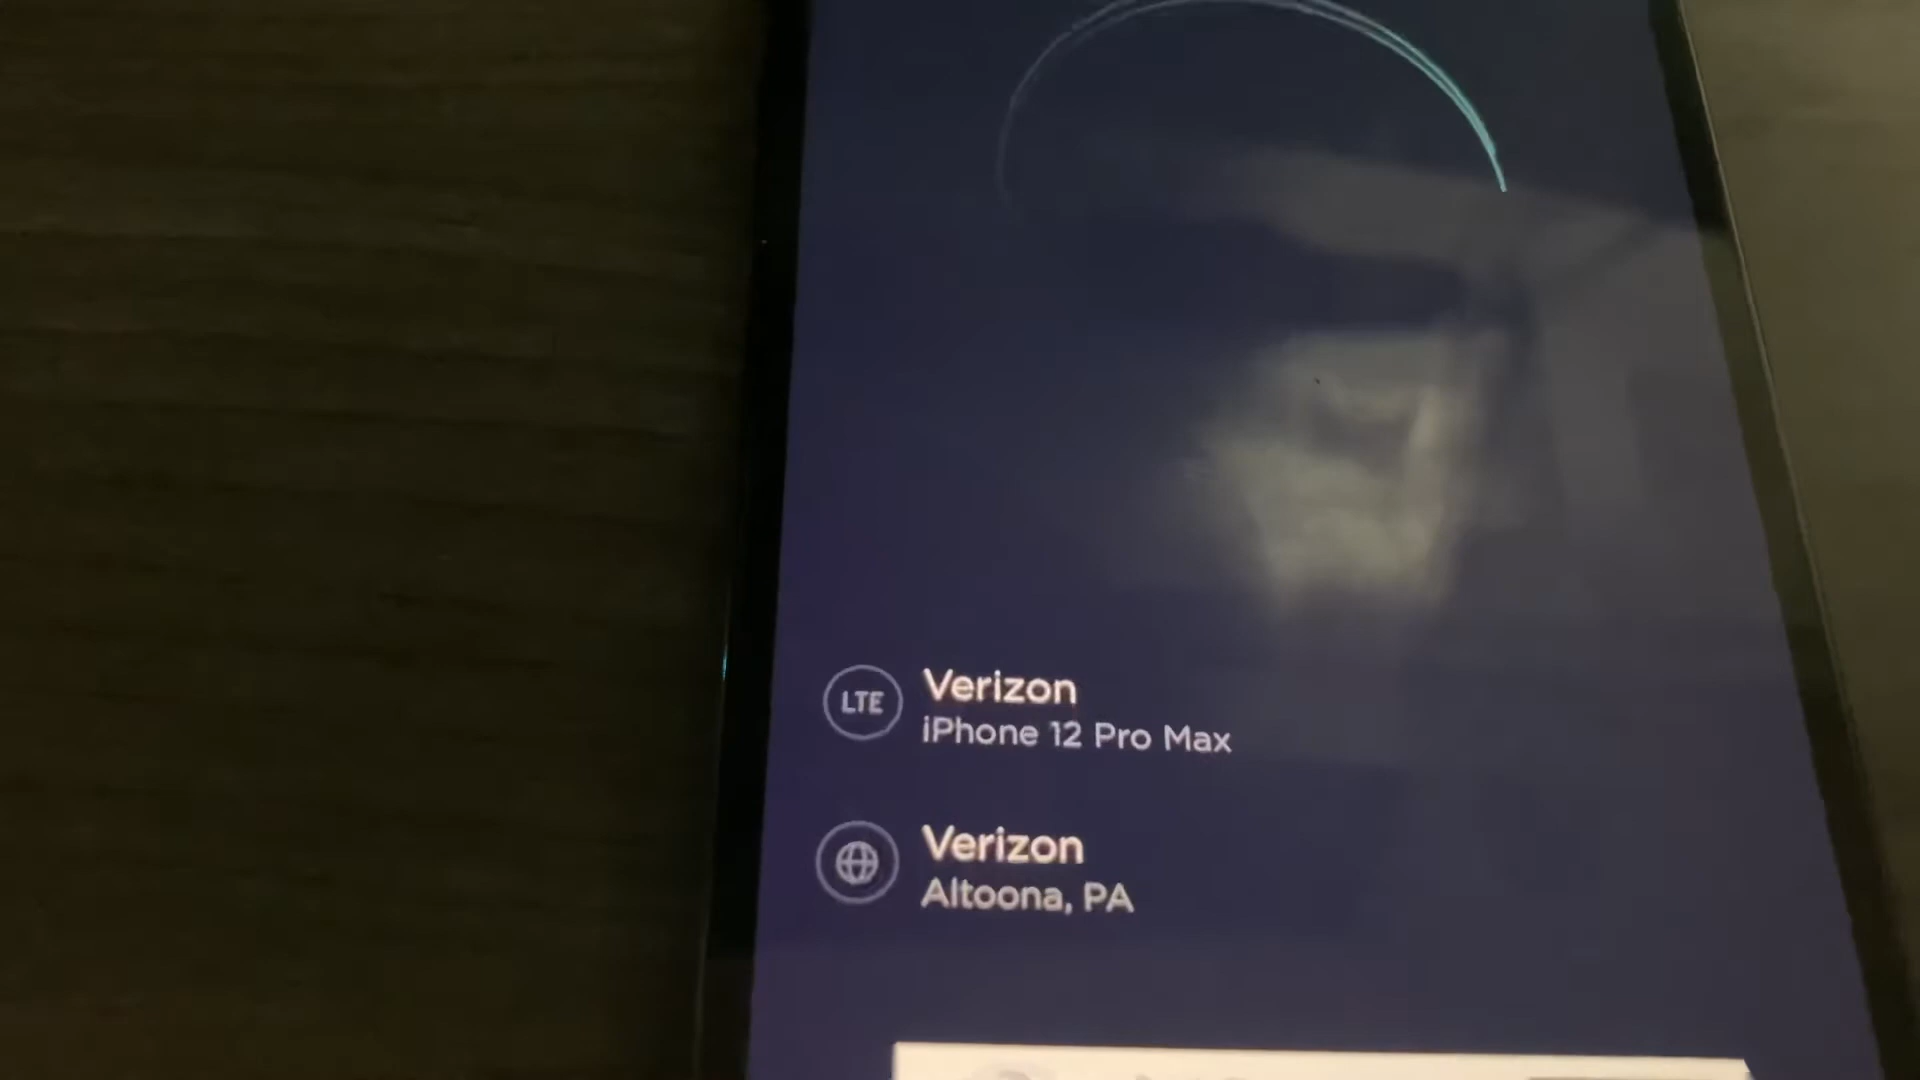 LTE
Verizon
iPhone 12 Pro Max
Verizon
Altoona, PA